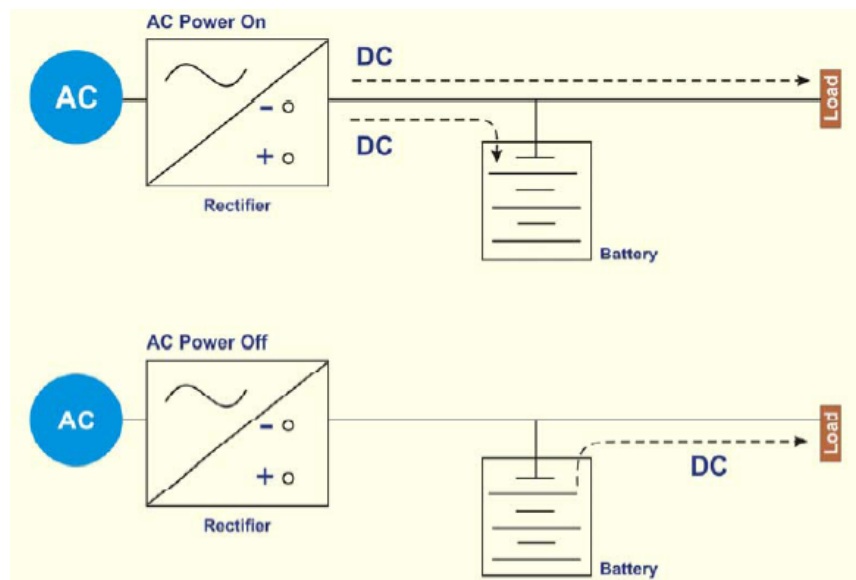 AC Power On
AC
DC
Load
- o
DC
+ o
Rectifier
Battery
AC Power Off
AC
Load
- o
DC
+ o
Rectifier
Battery